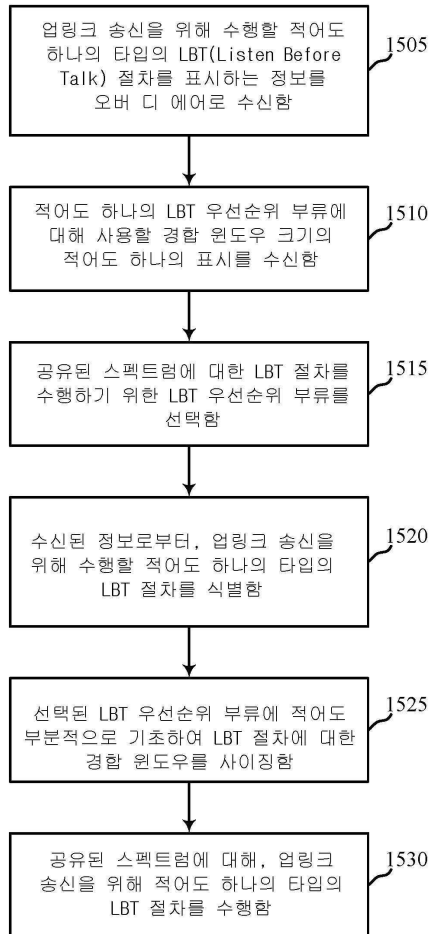 업링크 송신을 위해 수행할 적어도
하나의 타입의 LBT(Listen Before
Talk) 절차를 표시하는 정보를
오버 디 에어로 수신함
1505
적어도 하나의 LBT 우선순위 부류에
대해 사용할 경합 윈도우 크기의
적어도 하나의 표시를 수신함
1510
공유된 스펙트럼에 대한 LBT 절차를
수행하기 위한 LBT 우선순위 부류를
선택함
1515
수신된 정보로부터, 업링크 송신을
위해 수행할 적어도 하나의 타입의
LBT 절차를 식별함
1520
선택된 LBT 우선순위 부류에 적어도
부분적으로 기초하여 LBT 절차에 대한
경합 윈도우를 사이징함
1525
공유된 스펙트럼에 대해, 업링크
송신을 위해 적어도 하나의 타입의
LBT 절차를 수행함
1530